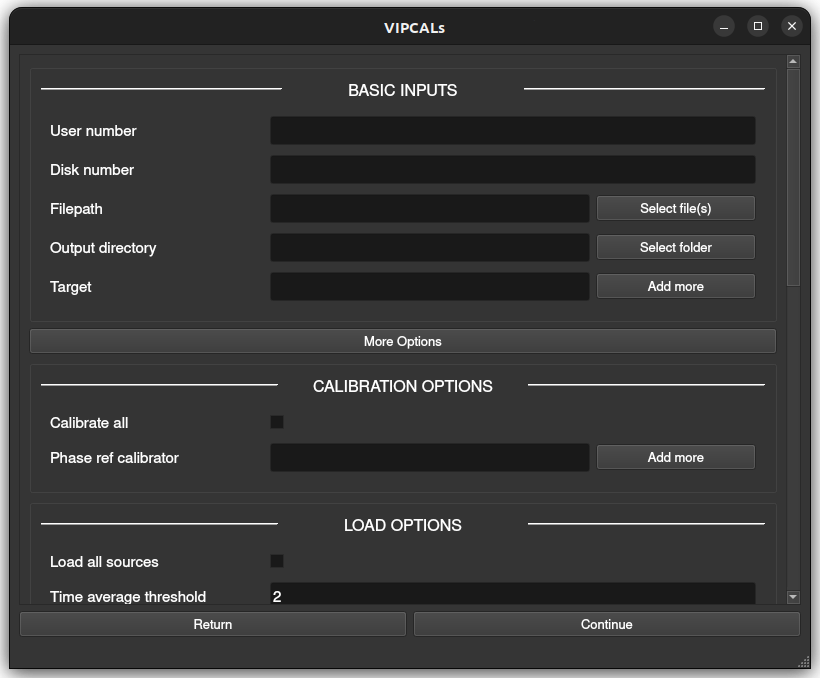 VIPCALs
BASIC INPUTS
User number
Disk number
Filepath Select file(s)
Output directory Select folder
Target Add more
More Options
CALIBRATION OPTIONS
Calibrate all
Phase ref calibrator Add more
LOAD OPTIONS
Load all sources
Time average threshold 2
Return Continue